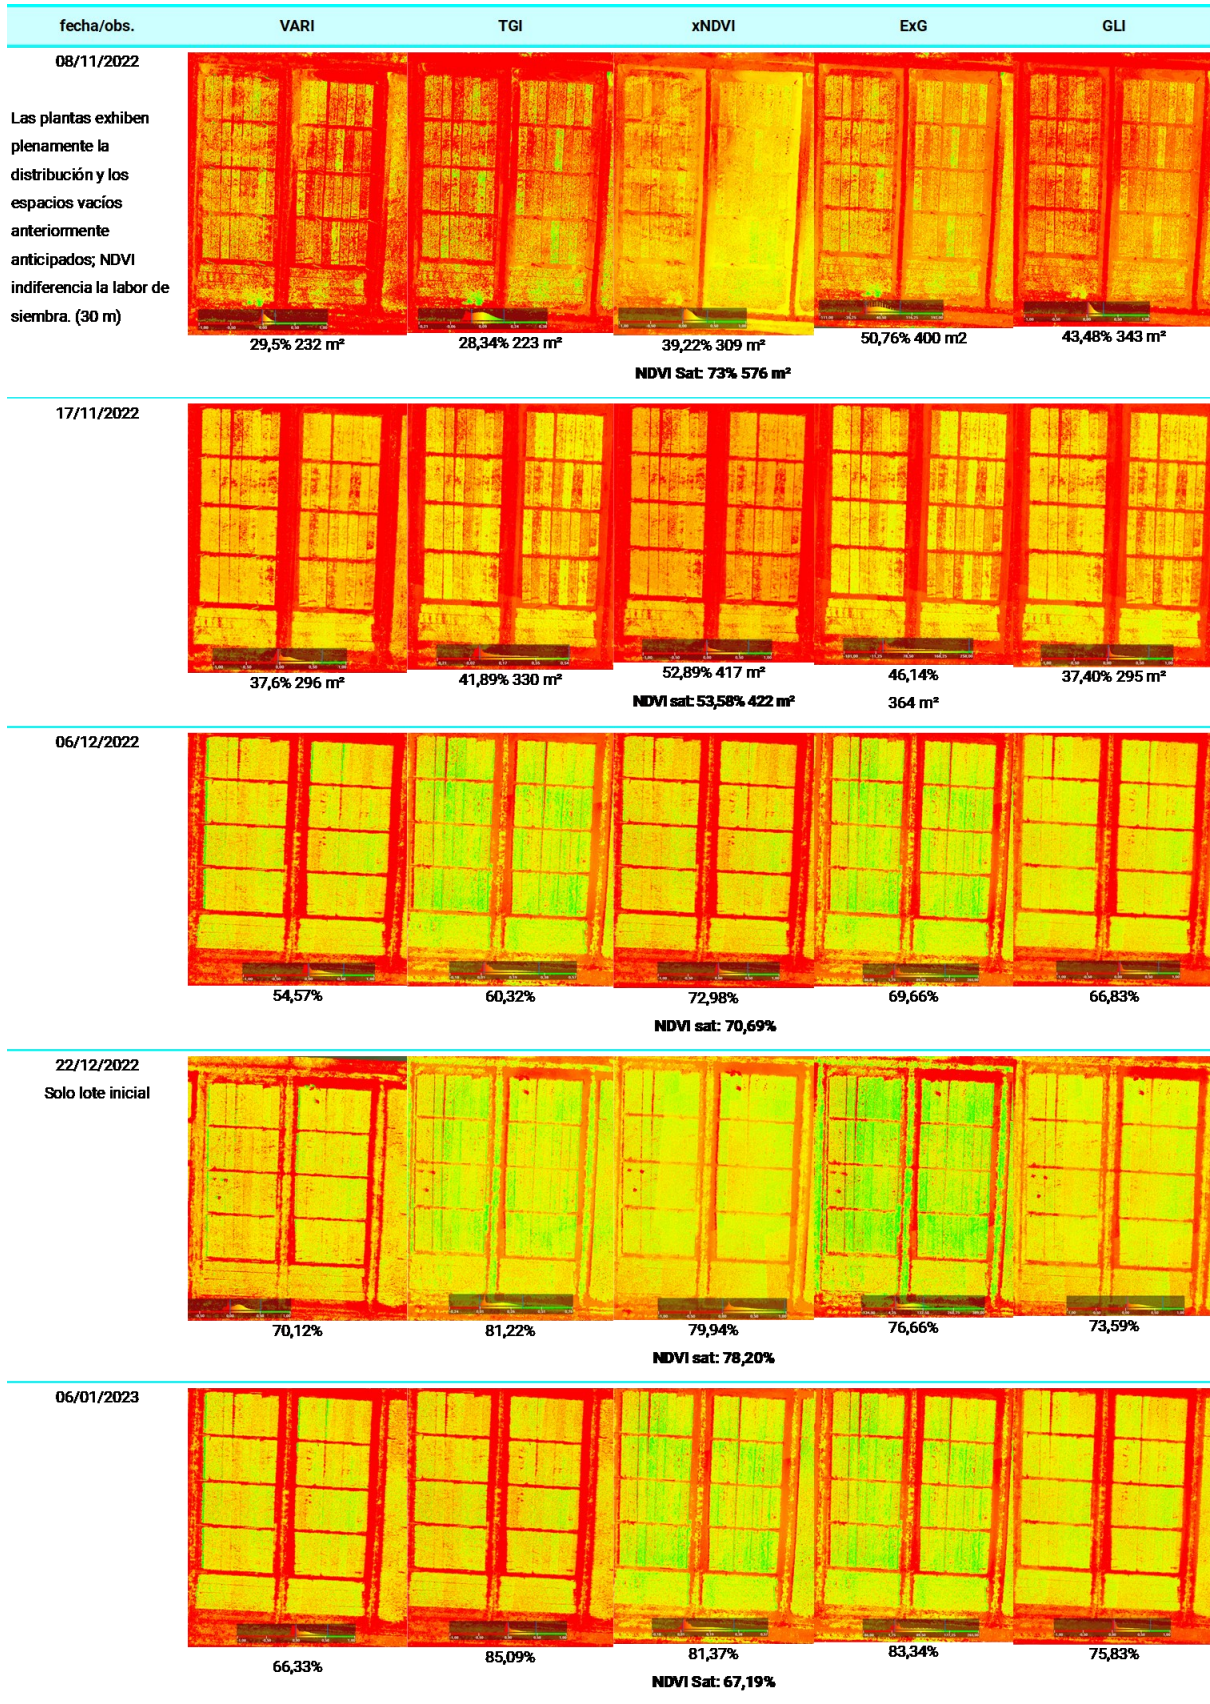 fecha/obs. VARI TGI xNDVI ExG GLI
08/11/2022
Las plantas exhiben
plenamente la
distribución y los
espacios vacíos
anteriormente
anticipados; NDVI
indiferencia la labor de
siembra. (30 m)
29,5% 232 m² 28,34% 223 m² 39,22% 309 m² 50,76% 400 m2 43,48% 343 m²
NDVI Sat: 73% 576 m²
17/11/2022
37,6% 296 m² 41,89% 330 m² 52,89% 417 m² 46,14% 37,40% 295 m²
NDVI sat: 53,58% 422 m² 364 m²
06/12/2022
54,57% 60,32% 72,98% 69,66% 66,83%
NDVI sat: 70,69%
22/12/2022
Solo lote inicial
70,12% 81,22% 79,94% 76,66% 73,59%
NDVI sat: 78,20%
06/01/2023
66,33% 85,09% 81,37% 83,34% 75,83%
NDVI Sat: 67,19%